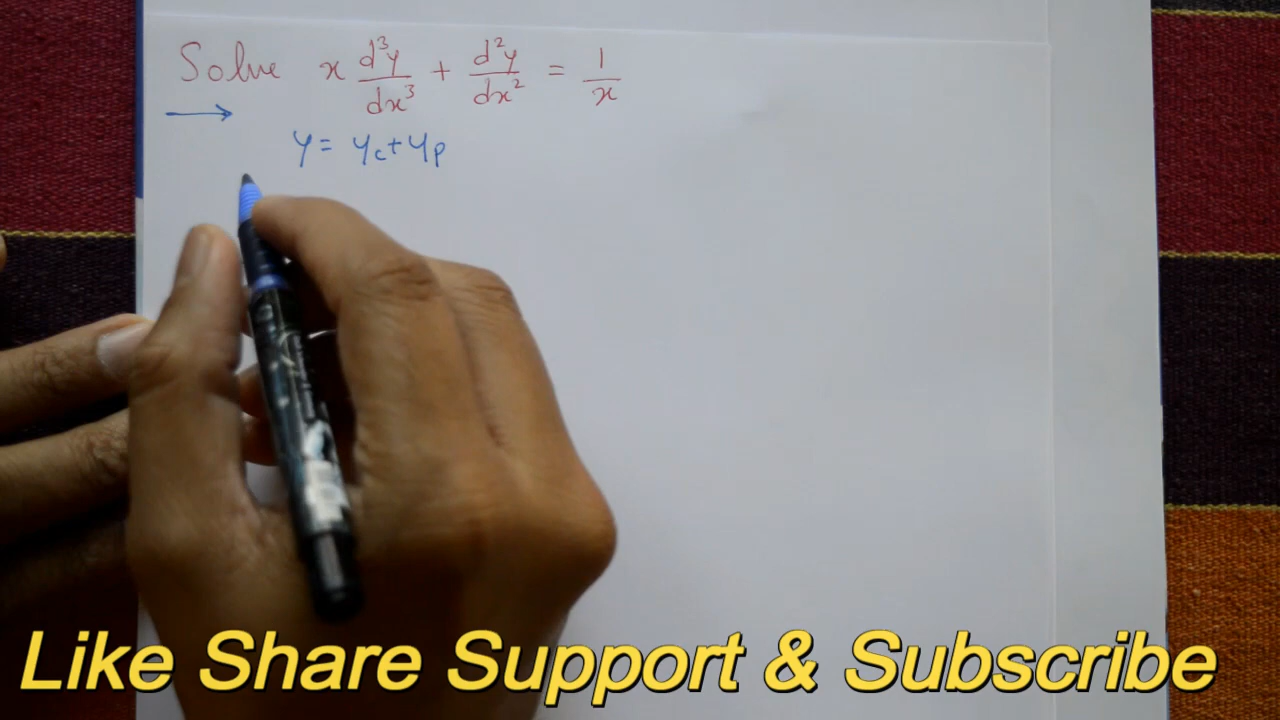 Solve x d³y/dx³ + d²y/dx² = 1/x
→ y = yc + yp
Like Share Support & Subscribe